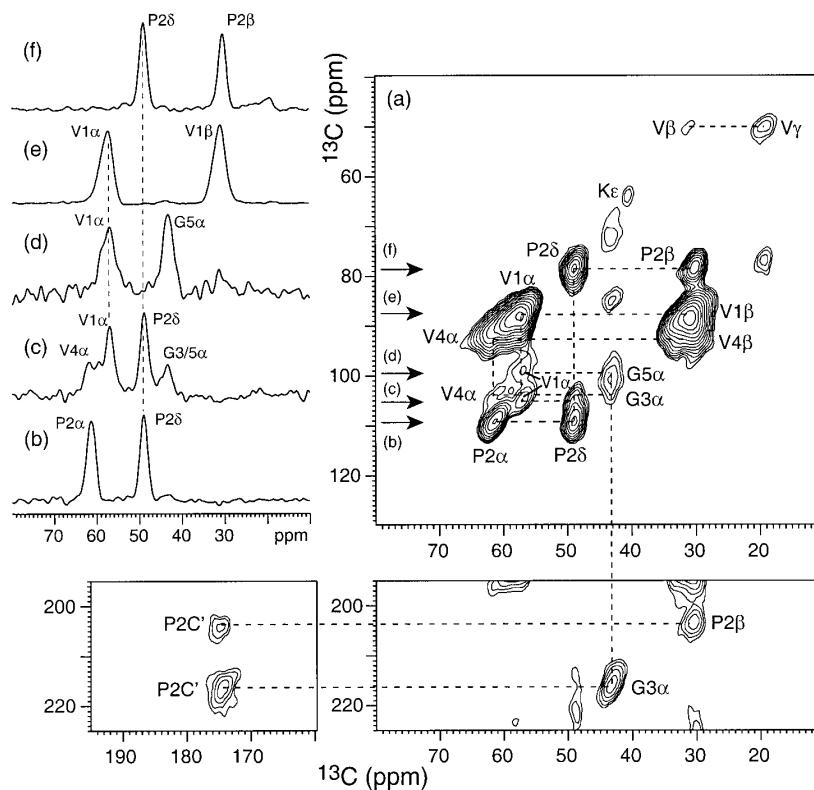 P2δ P2β
(f)
V1α V1β
(e)
V1α G5α
(d)
V1α P2δ
V4α G3/5α
(c)
P2α P2δ
(b)
70 60 50 40 30 20 ppm
(a)
13C (ppm)
60
80
100
120
Vβ Vγ
Kε
(f) P2δ P2β
(e) V1α V1β
V4α V4β
(d) G5α
(c) V4α V1α G3α
(b) P2α P2δ
70 60 50 40 30 20
200
220
P2C'
P2C'
190 180 170
200
220
P2β
G3α
70 60 50 40 30 20
13C (ppm)